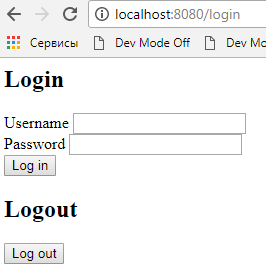 localhost:8080/login
Сервисы Dev Mode Off Dev Mo
Login
Username
Password
Log in
Logout
Log out